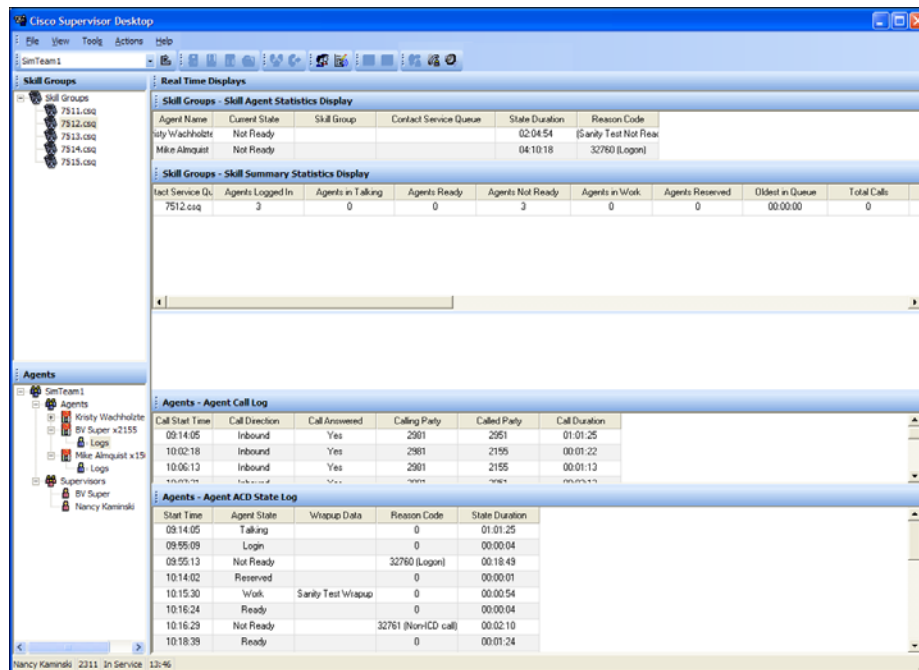 Cisco Supervisor Desktop
File View Tools Actions Help
SimTeam1
Skill Groups
Skill Groups
7511.csq
7512.csq
7513.csq
7514.csq
7515.csq
Real Time Displays
Skill Groups - Skill Agent Statistics Display
Agent Name Current State Skill Group Contact Service Queue State Duration Reason Code
isty Wachholzte Not Ready 02:04:54 (Sanity Test Not Reac
Mike Almquist Not Ready 04:10:18 32760 (Logon)
Skill Groups - Skill Summary Statistics Display
tact Service Qu Agents Logged In Agents in Talking Agents Ready Agents Not Ready Agents in Work Agents Reserved Oldest in Queue Total Calls
7512.csq 3 0 0 3 0 0 00:00:00 0
Agents
SimTeam1
Agents
Kristy Wachholzte
BV Super x2155
Logs
Mike Almquist x15
Logs
Supervisors
BV Super
Nancy Kaminski
Agents - Agent Call Log
Call Start Time Call Direction Call Answered Calling Party Called Party Call Duration
09:14:05 Inbound Yes 2981 2951 01:01:25
10:02:18 Inbound Yes 2981 2155 00:01:22
10:06:13 Inbound Yes 2981 2155 00:01:13
Agents - Agent ACD State Log
Start Time Agent State Wrapup Data Reason Code State Duration
09:14:05 Talking 0 01:01:25
09:55:09 Login 0 00:00:04
09:55:13 Not Ready 32760 (Logon) 00:18:49
10:14:02 Reserved 0 00:00:01
10:15:30 Work Sanity Test Wrapup 0 00:00:54
10:16:24 Ready 0 00:00:04
10:16:29 Not Ready 32761 (Non-ICD call) 00:02:10
10:18:39 Ready 0 00:01:24
Nancy Kaminski 2311 In Service 13:46